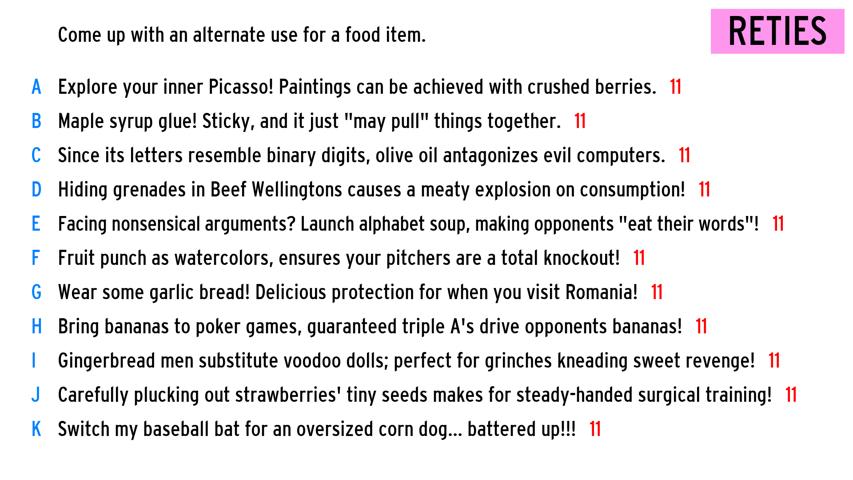 Come up with an alternate use for a food item.
RETIES
A Explore your inner Picasso! Paintings can be achieved with crushed berries. 11
B Maple syrup glue! Sticky, and it just "may pull" things together. 11
C Since its letters resemble binary digits, olive oil antagonizes evil computers. 11
D Hiding grenades in Beef Wellingtons causes a meaty explosion on consumption! 11
E Facing nonsensical arguments? Launch alphabet soup, making opponents "eat their words"! 11
F Fruit punch as watercolors, ensures your pitchers are a total knockout! 11
G Wear some garlic bread! Delicious protection for when you visit Romania! 11
H Bring bananas to poker games, guaranteed triple A's drive opponents bananas! 11
I Gingerbread men substitute voodoo dolls; perfect for grinches kneading sweet revenge! 11
J Carefully plucking out strawberries' tiny seeds makes for steady-handed surgical training! 11
K Switch my baseball bat for an oversized corn dog... battered up!!! 11